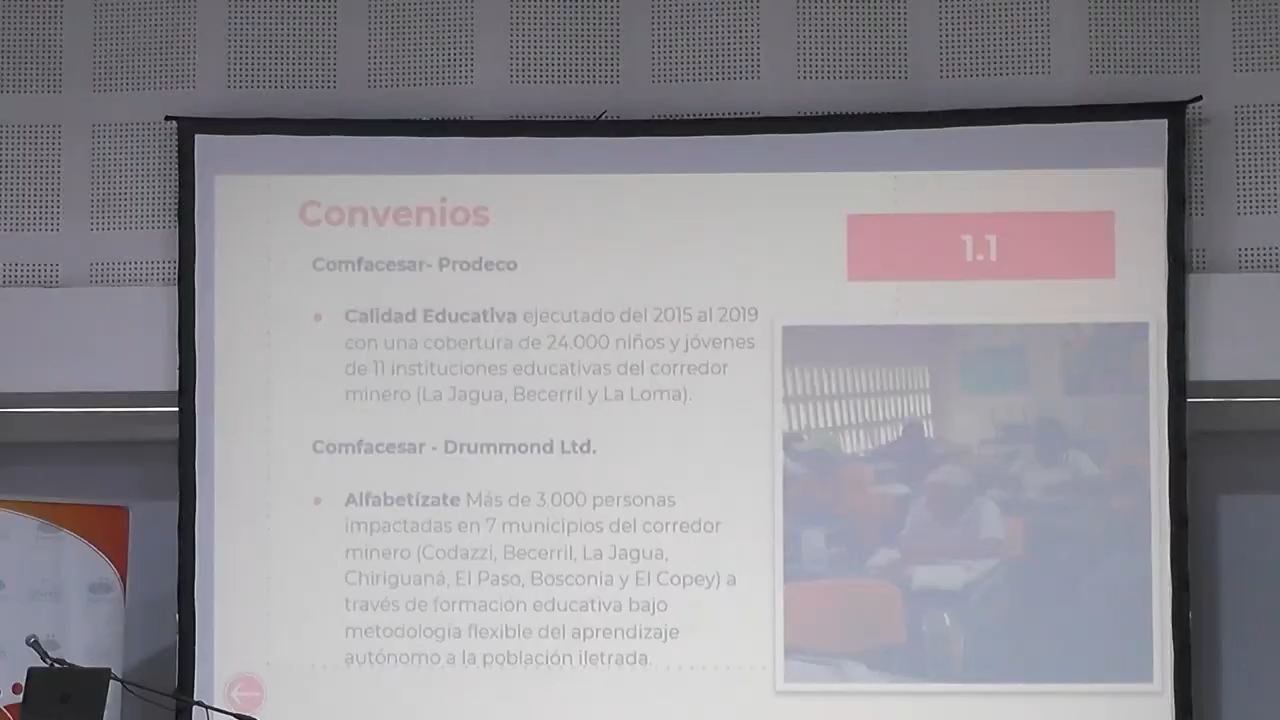 Convenios
1.1
Comfacesar- Prodeco
• Calidad Educativa ejecutado del 2015 al 2019
con una cobertura de 24.000 niños y jóvenes
de 11 instituciones educativas del corredor
minero (La Jagua, Becerril y La Loma).
Comfacesar - Drummond Ltd.
• Alfabetízate Más de 3.000 personas
impactadas en 7 municipios del corredor
minero (Codazzi, Becerril, La Jagua,
Chiriguaná, El Paso, Bosconia y El Copey) a
través de formación educativa bajo
metodología flexible del aprendizaje
autónomo a la población iletrada.